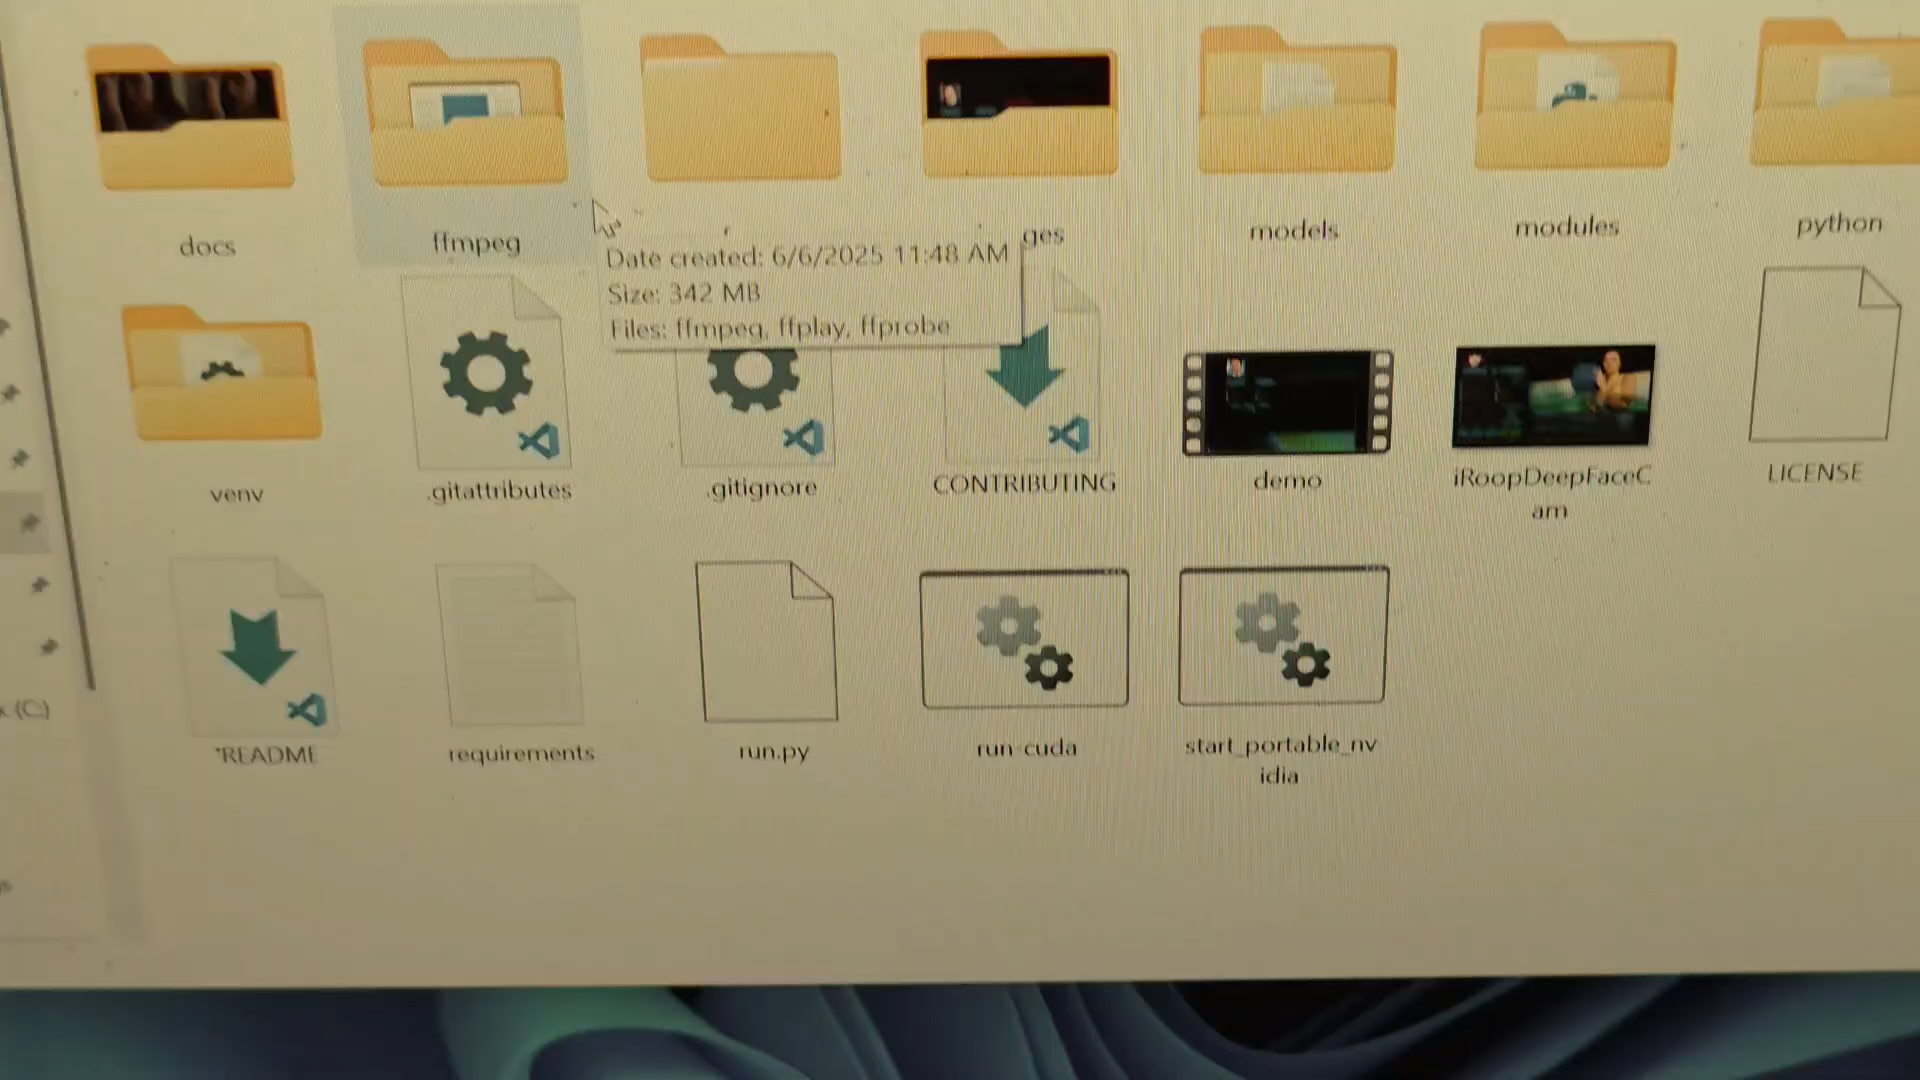 docs
ffmpeg
ges
models
modules
python
Date created: 6/6/2025 11:48 AM
Size: 342 MB
Files: ffmpeg, ffplay, ffprobe
venv
.gitattributes
.gitignore
CONTRIBUTING
demo
iRoopDeepFaceC
am
LICENSE
(C:)
README
requirements
run.py
run-cuda
start_portable_nv
idia